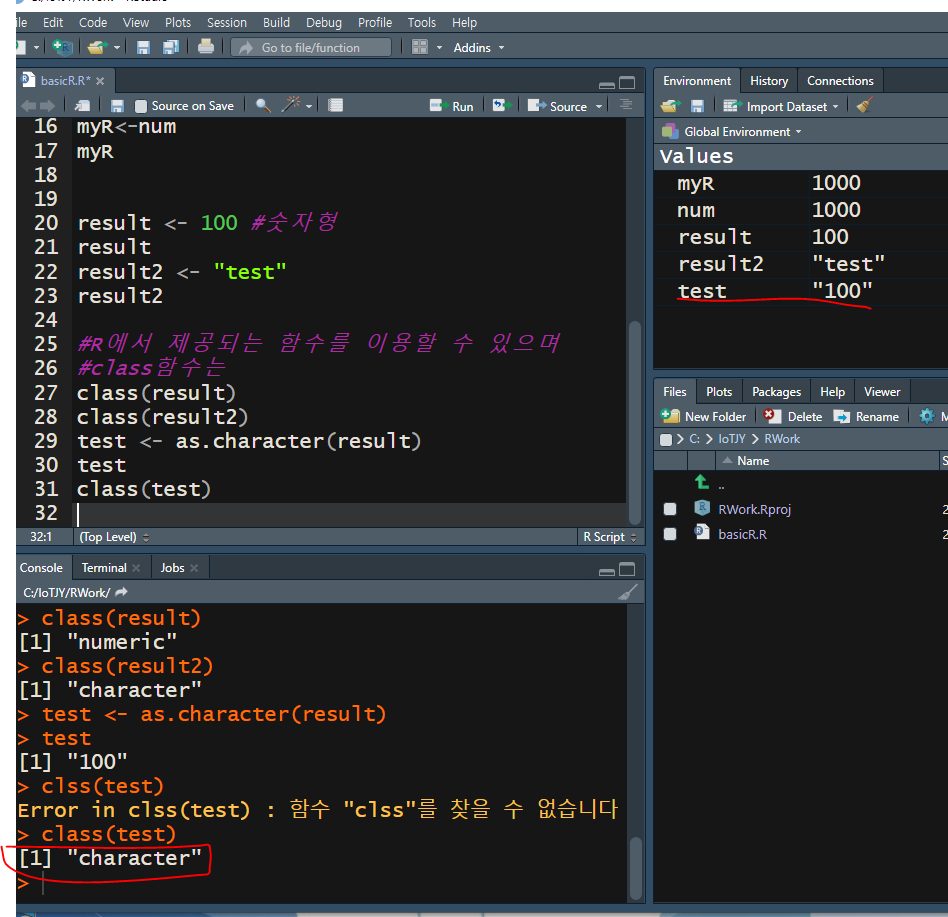 File Edit Code View Plots Session Build Debug Profile Tools Help
Go to file/function Addins
basicR.R*
Source on Save Run Source
16 myR<-num
17 myR
18
19
20 result <- 100 #숫자형
21 result
22 result2 <- "test"
23 result2
24
25 #R에서 제공되는 함수를 이용할 수 있으며
26 #class함수는
27 class(result)
28 class(result2)
29 test <- as.character(result)
30 test
31 class(test)
32
32:1 (Top Level) R Script
Console Terminal Jobs
C:/IoTJY/RWork/
> class(result)
[1] "numeric"
> class(result2)
[1] "character"
> test <- as.character(result)
> test
[1] "100"
> clss(test)
Error in clss(test) : 함수 "clss"를 찾을 수 없습니다
> class(test)
[1] "character"
>
Environment History Connections
Import Dataset
Global Environment
Values
myR 1000
num 1000
result 100
result2 "test"
test "100"
Files Plots Packages Help Viewer
New Folder Delete Rename M
C: IoTJY RWork
Name S
..
RWork.Rproj 2
basicR.R 2